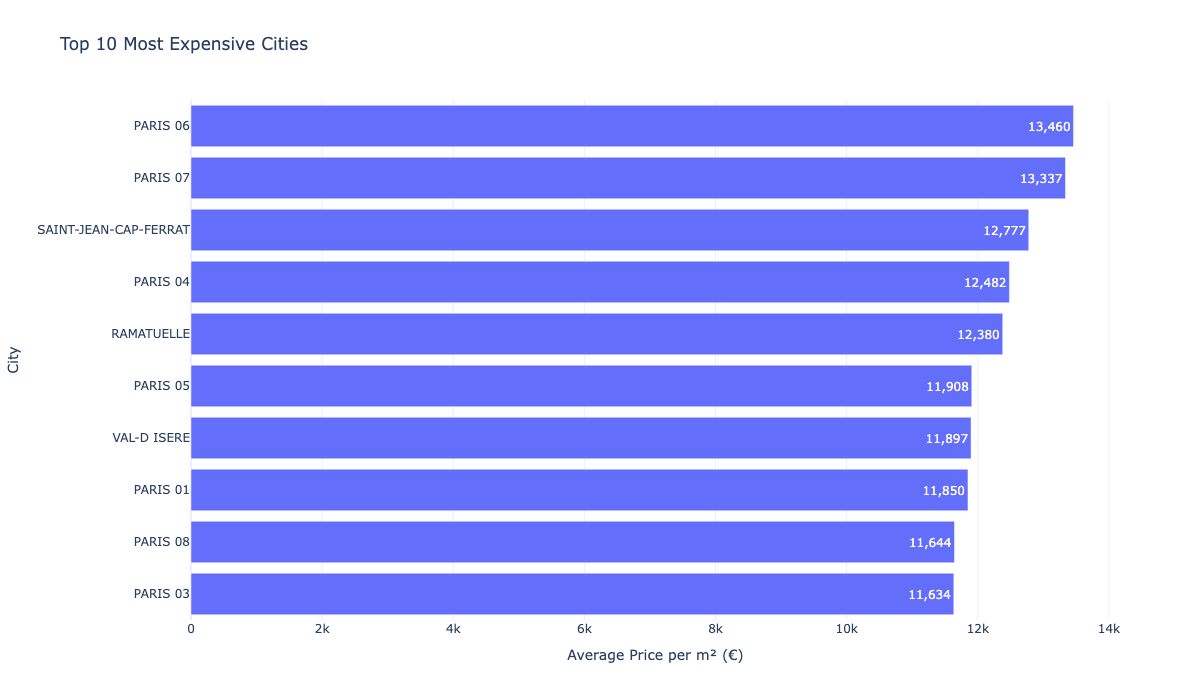 Top 10 Most Expensive Cities
City
PARIS 06 13,460
PARIS 07 13,337
SAINT-JEAN-CAP-FERRAT 12,777
PARIS 04 12,482
RAMATUELLE 12,380
PARIS 05 11,908
VAL-D ISERE 11,897
PARIS 01 11,850
PARIS 08 11,644
PARIS 03 11,634
0 2k 4k 6k 8k 10k 12k 14k
Average Price per m² (€)